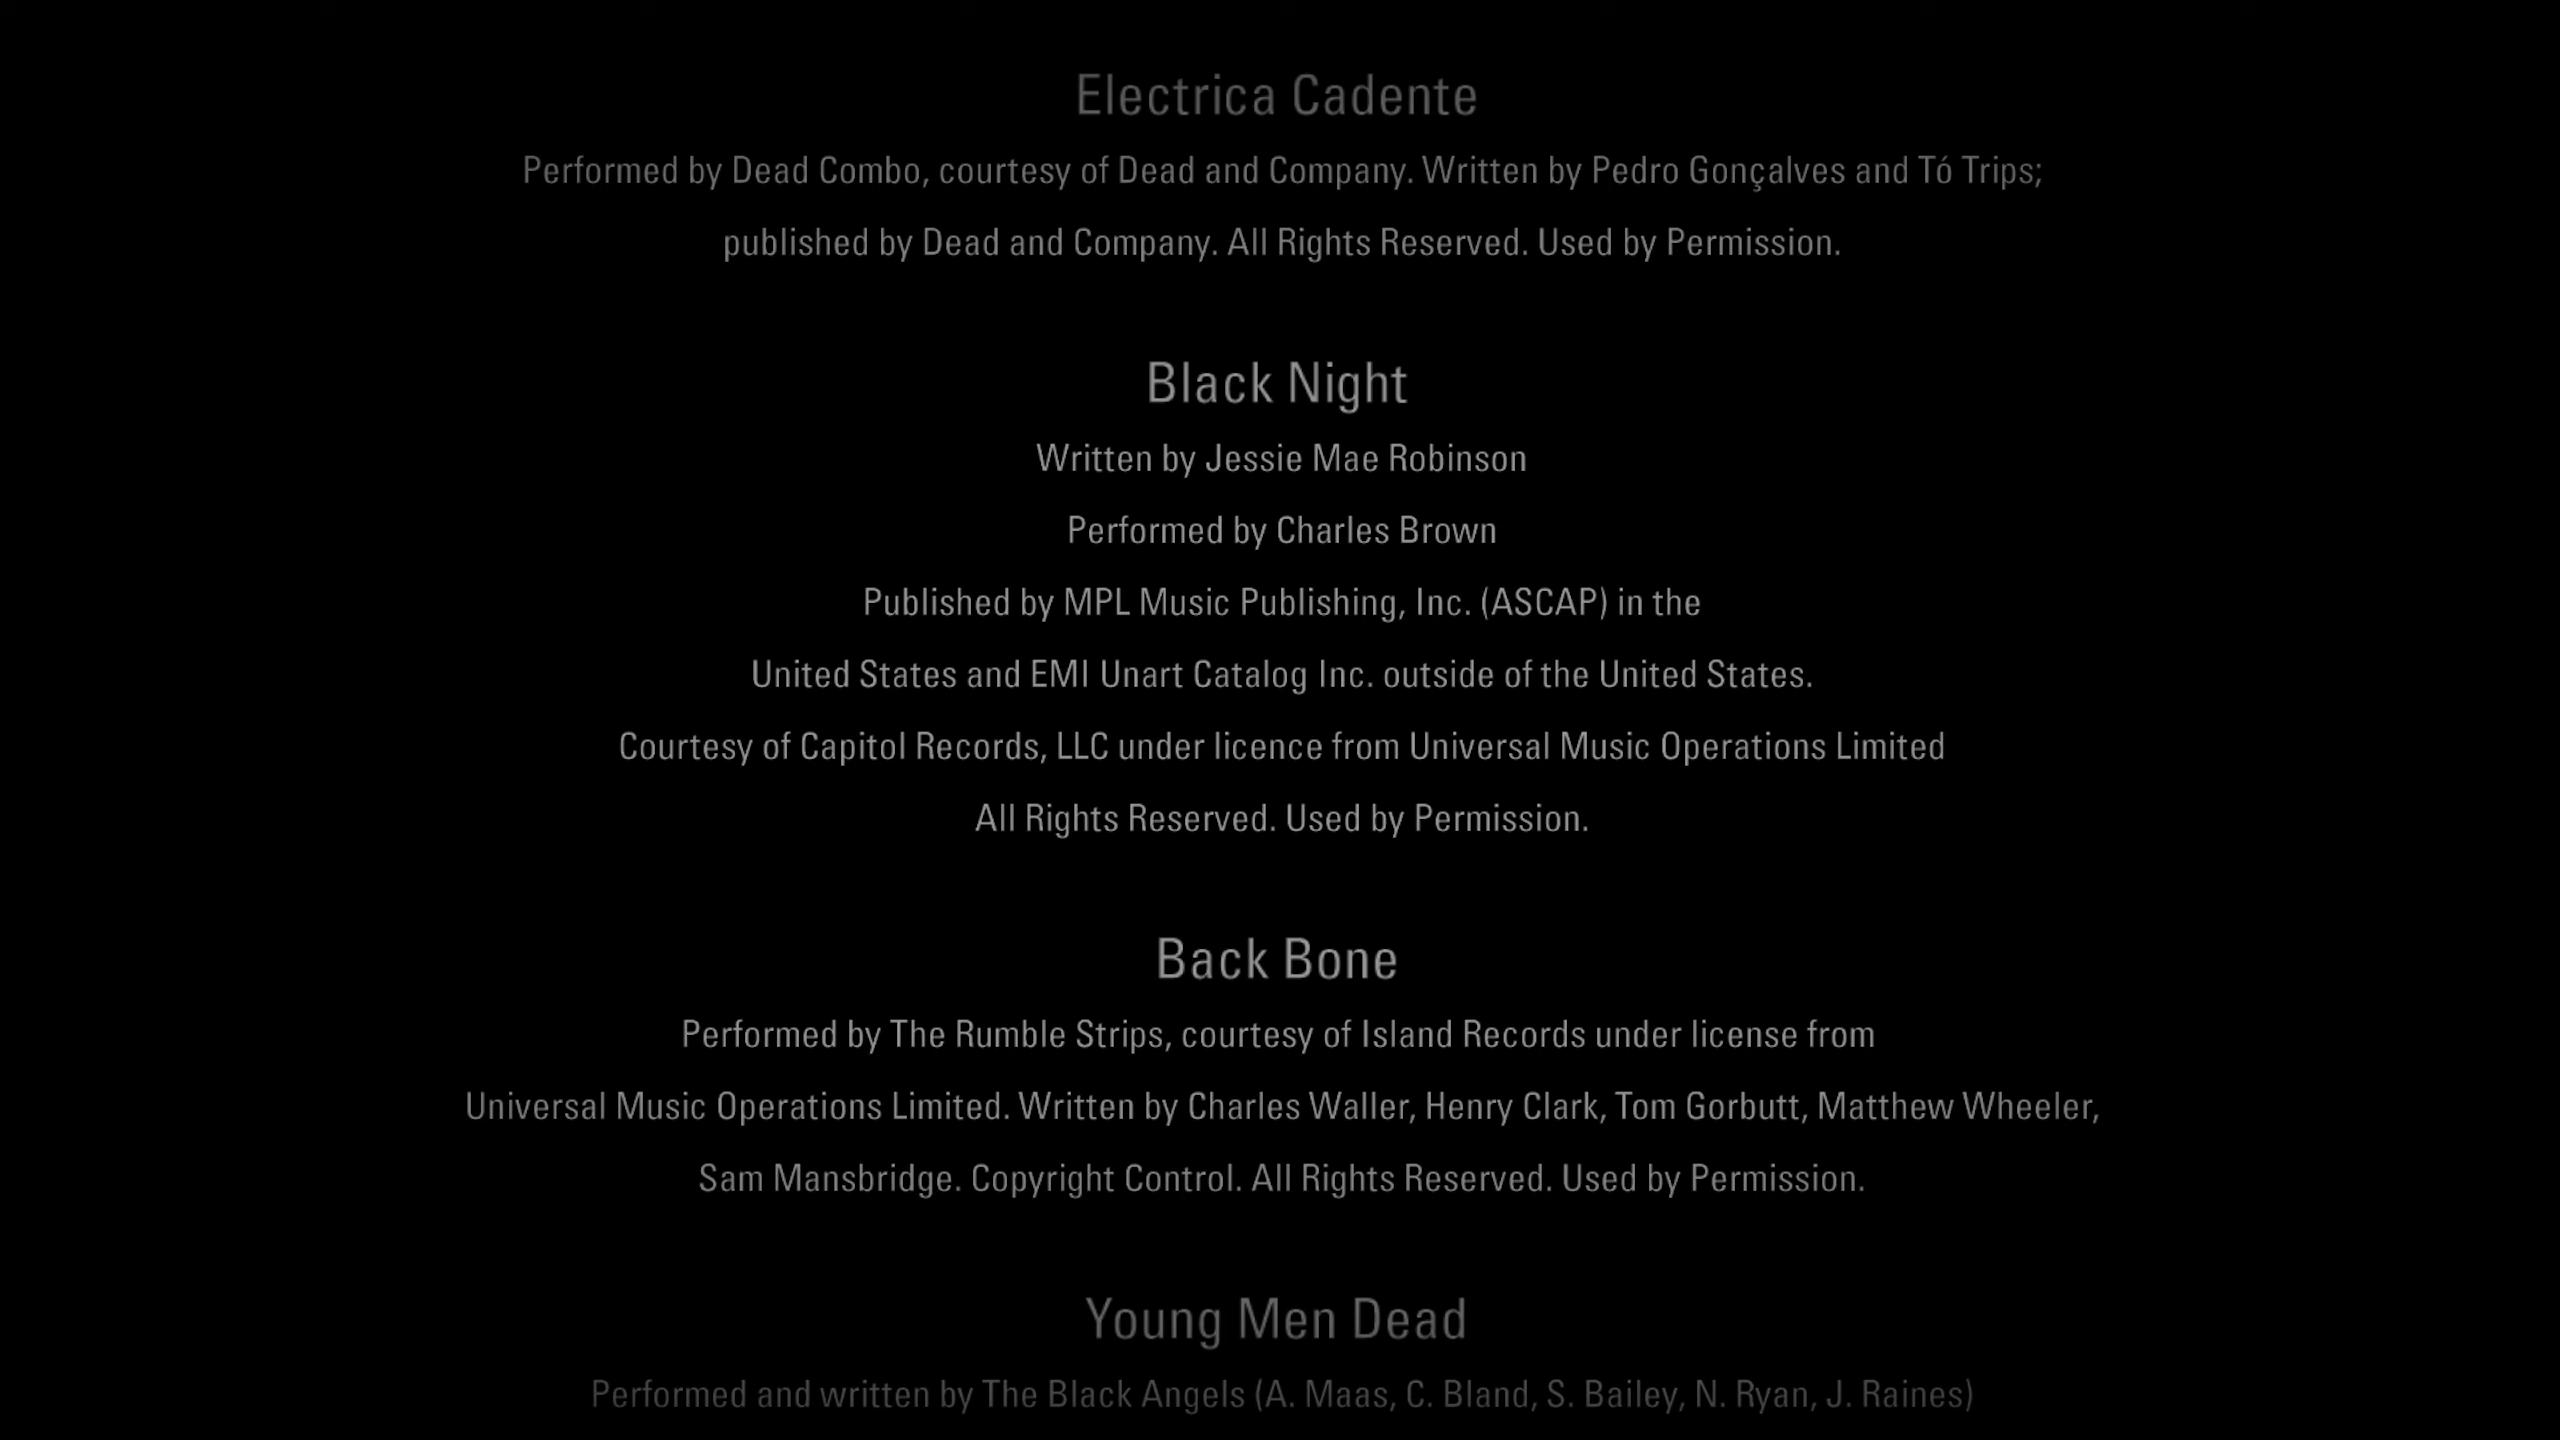 Electrica Cadente
Performed by Dead Combo, courtesy of Dead and Company. Written by Pedro Gonçalves and Tó Trips;
published by Dead and Company. All Rights Reserved. Used by Permission.
Black Night
Written by Jessie Mae Robinson
Performed by Charles Brown
Published by MPL Music Publishing, Inc. (ASCAP) in the
United States and EMI Unart Catalog Inc. outside of the United States.
Courtesy of Capitol Records, LLC under licence from Universal Music Operations Limited
All Rights Reserved. Used by Permission.
Back Bone
Performed by The Rumble Strips, courtesy of Island Records under license from
Universal Music Operations Limited. Written by Charles Waller, Henry Clark, Tom Gorbutt, Matthew Wheeler,
Sam Mansbridge. Copyright Control. All Rights Reserved. Used by Permission.
Young Men Dead
Performed and written by The Black Angels (A. Maas, C. Bland, S. Bailey, N. Ryan, J. Raines)